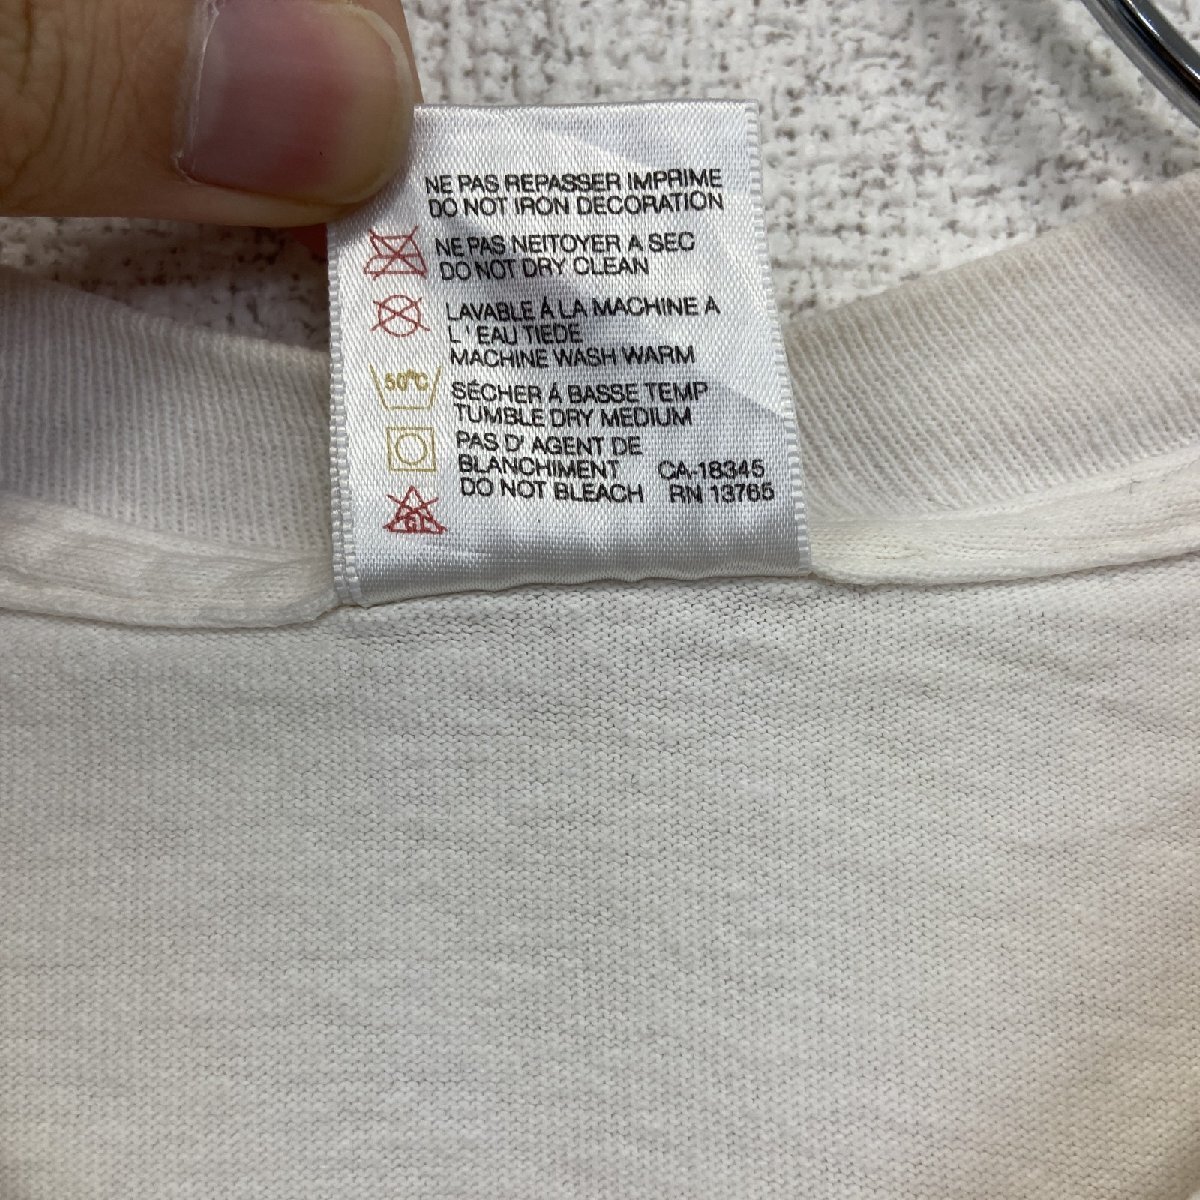 NE PAS REPASSER IMPRIME
DO NOT IRON DECORATION
NE PAS NEITOYER A SEC
DO NOT DRY CLEAN
LAVABLE À LA MACHINE A
L'EAU TIEDE
MACHINE WASH WARM
50°C
SÉCHER Á BASSE TEMP
TUMBLE DRY MEDIUM
PAS D'AGENT DE
BLANCHIMENT CA-18345
DO NOT BLEACH RN 13765